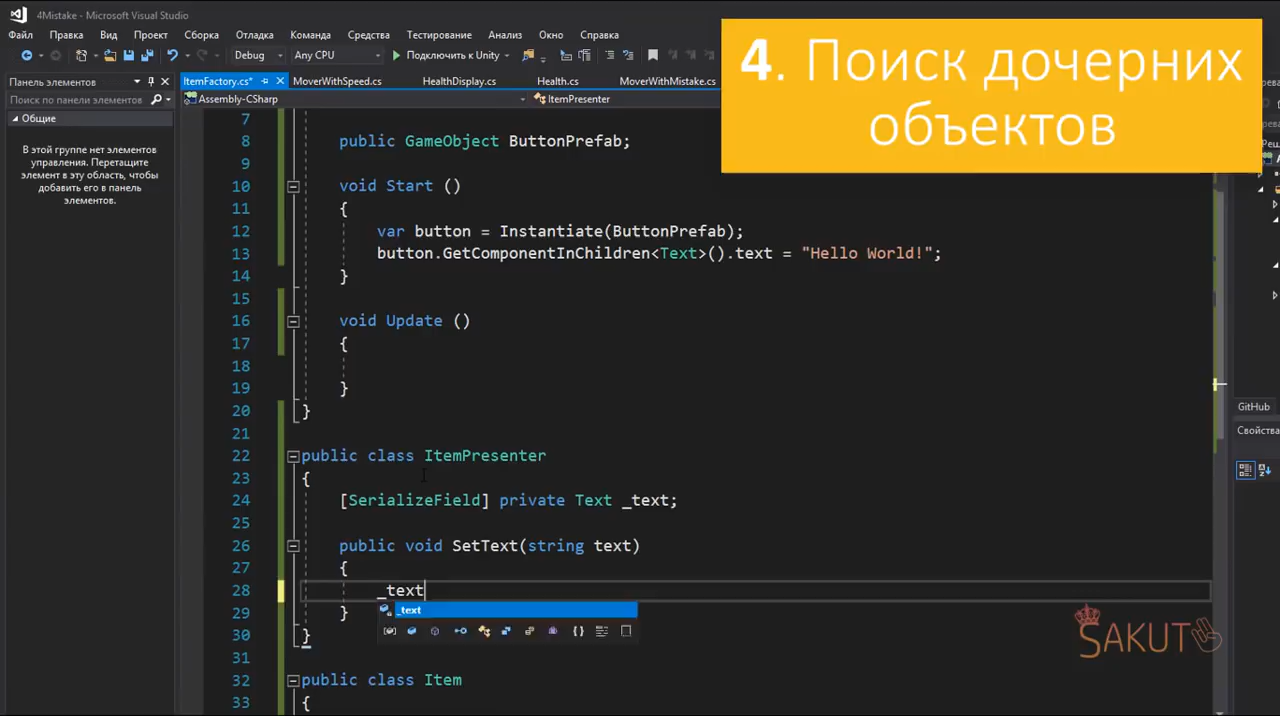 4Mistake - Microsoft Visual Studio
Файл Правка Вид Проект Сборка Отладка Команда Средства Тестирование Анализ Окно Справка
Debug Any CPU Подключить к Unity
4. Поиск дочерних
объектов
Панель элементов
ItemFactory.cs* MoverWithSpeed.cs HealthDisplay.cs Health.cs MoverWithMistake.cs
Поиск по панели элементов
Assembly-CSharp ItemPresenter
Общие
В этой группе нет элементов
управления. Перетащите
элемент в эту область, чтобы
добавить его в панель
элементов.
7
8 public GameObject ButtonPrefab;
9
10 void Start ()
11 {
12 var button = Instantiate(ButtonPrefab);
13 button.GetComponentInChildren<Text>().text = "Hello World!";
14 }
15
16 void Update ()
17 {
18
19 }
20 }
21
22 public class ItemPresenter
23 {
24 [SerializeField] private Text _text;
25
26 public void SetText(string text)
27 {
28 _text
29 }
_text
30 }
31
32 public class Item
33 {
GitHub
Свойства
SAKUT